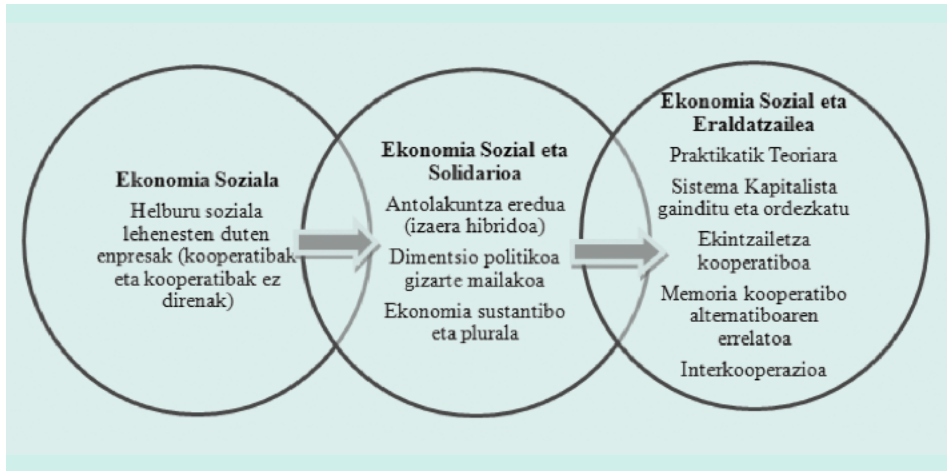 Ekonomia Soziala
Helburu soziala
lehenesten duten
enpresak (kooperatibak
eta kooperatibak ez
direnak)
Ekonomia Sozial eta
Solidarioa
Antolakuntza eredua
(izaera hibridoa)
Dimentsio politikoa
gizarte mailakoa
Ekonomia sustantibo
eta plurala
Ekonomia Sozial eta
Eraldatzailea
Praktikatik Teoriara
Sistema Kapitalista
gainditu eta ordezkatu
Ekintzailetza
kooperatiboa
Memoria kooperatibo
alternatiboaren
errelatoa
Interkooperazioa